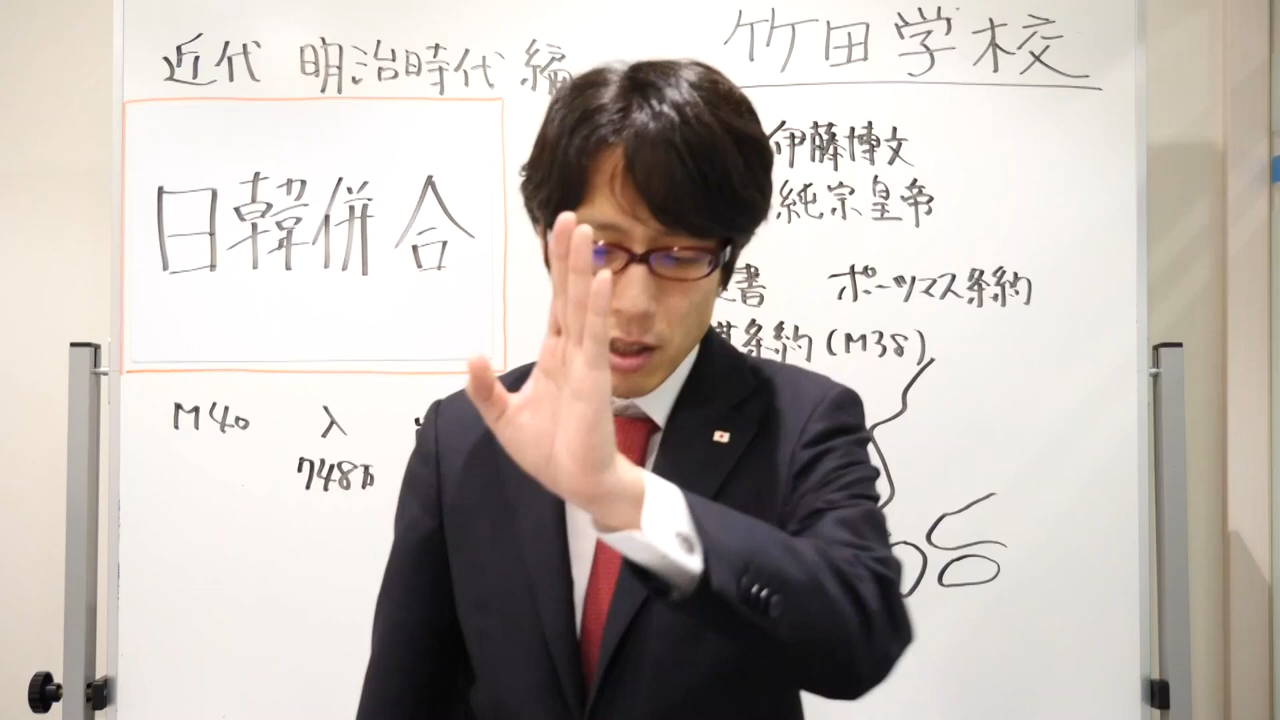 近代 明治時代 編
竹田学校
日韓併合
伊藤博文
純宗皇帝
書 ポーツマス条約
条約(M38)
M40 人
748万